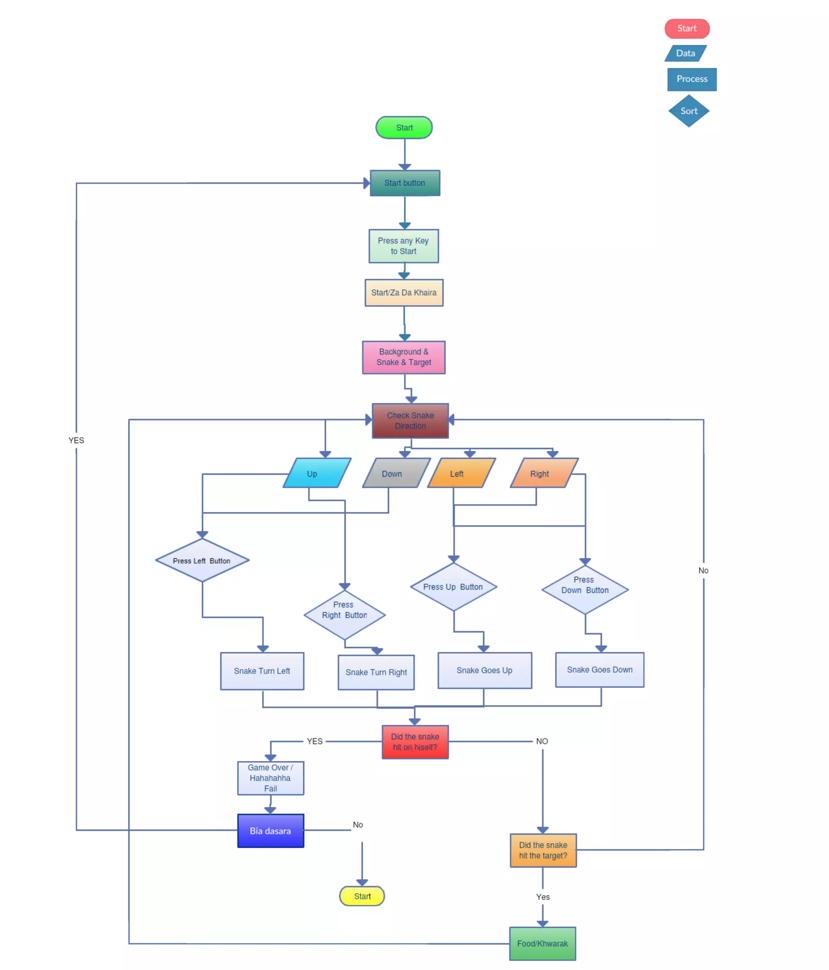 Start
Data
Process
Sort
Start
Start button
Press any Key
to Start
Start/Za Da Khaira
Background &
Snake & Target
Check Snake
Direction
YES
Up
Down
Left
Right
Press Left Button
Press
Right Button
Press Up Button
Press
Down Button
No
Snake Turn Left
Snake Turn Right
Snake Goes Up
Snake Goes Down
Did the snake
hit on hiself?
YES
NO
Game Over /
Hahahahha
Fail
Bia dasara
No
Did the snake
hit the target?
Start
Yes
Food/Khwarak